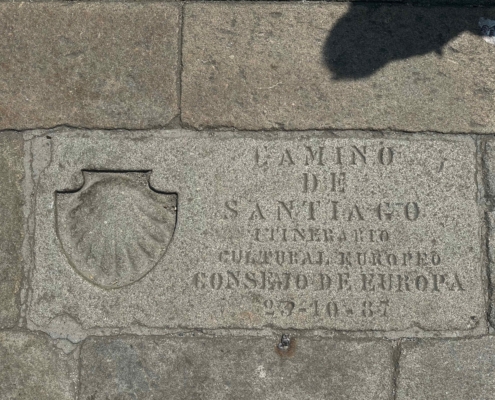 CAMINO
DE
SANTIAGO
ITINERARIO
CULTURAL EUROPEO
CONSEJO DE EUROPA
23-10-87